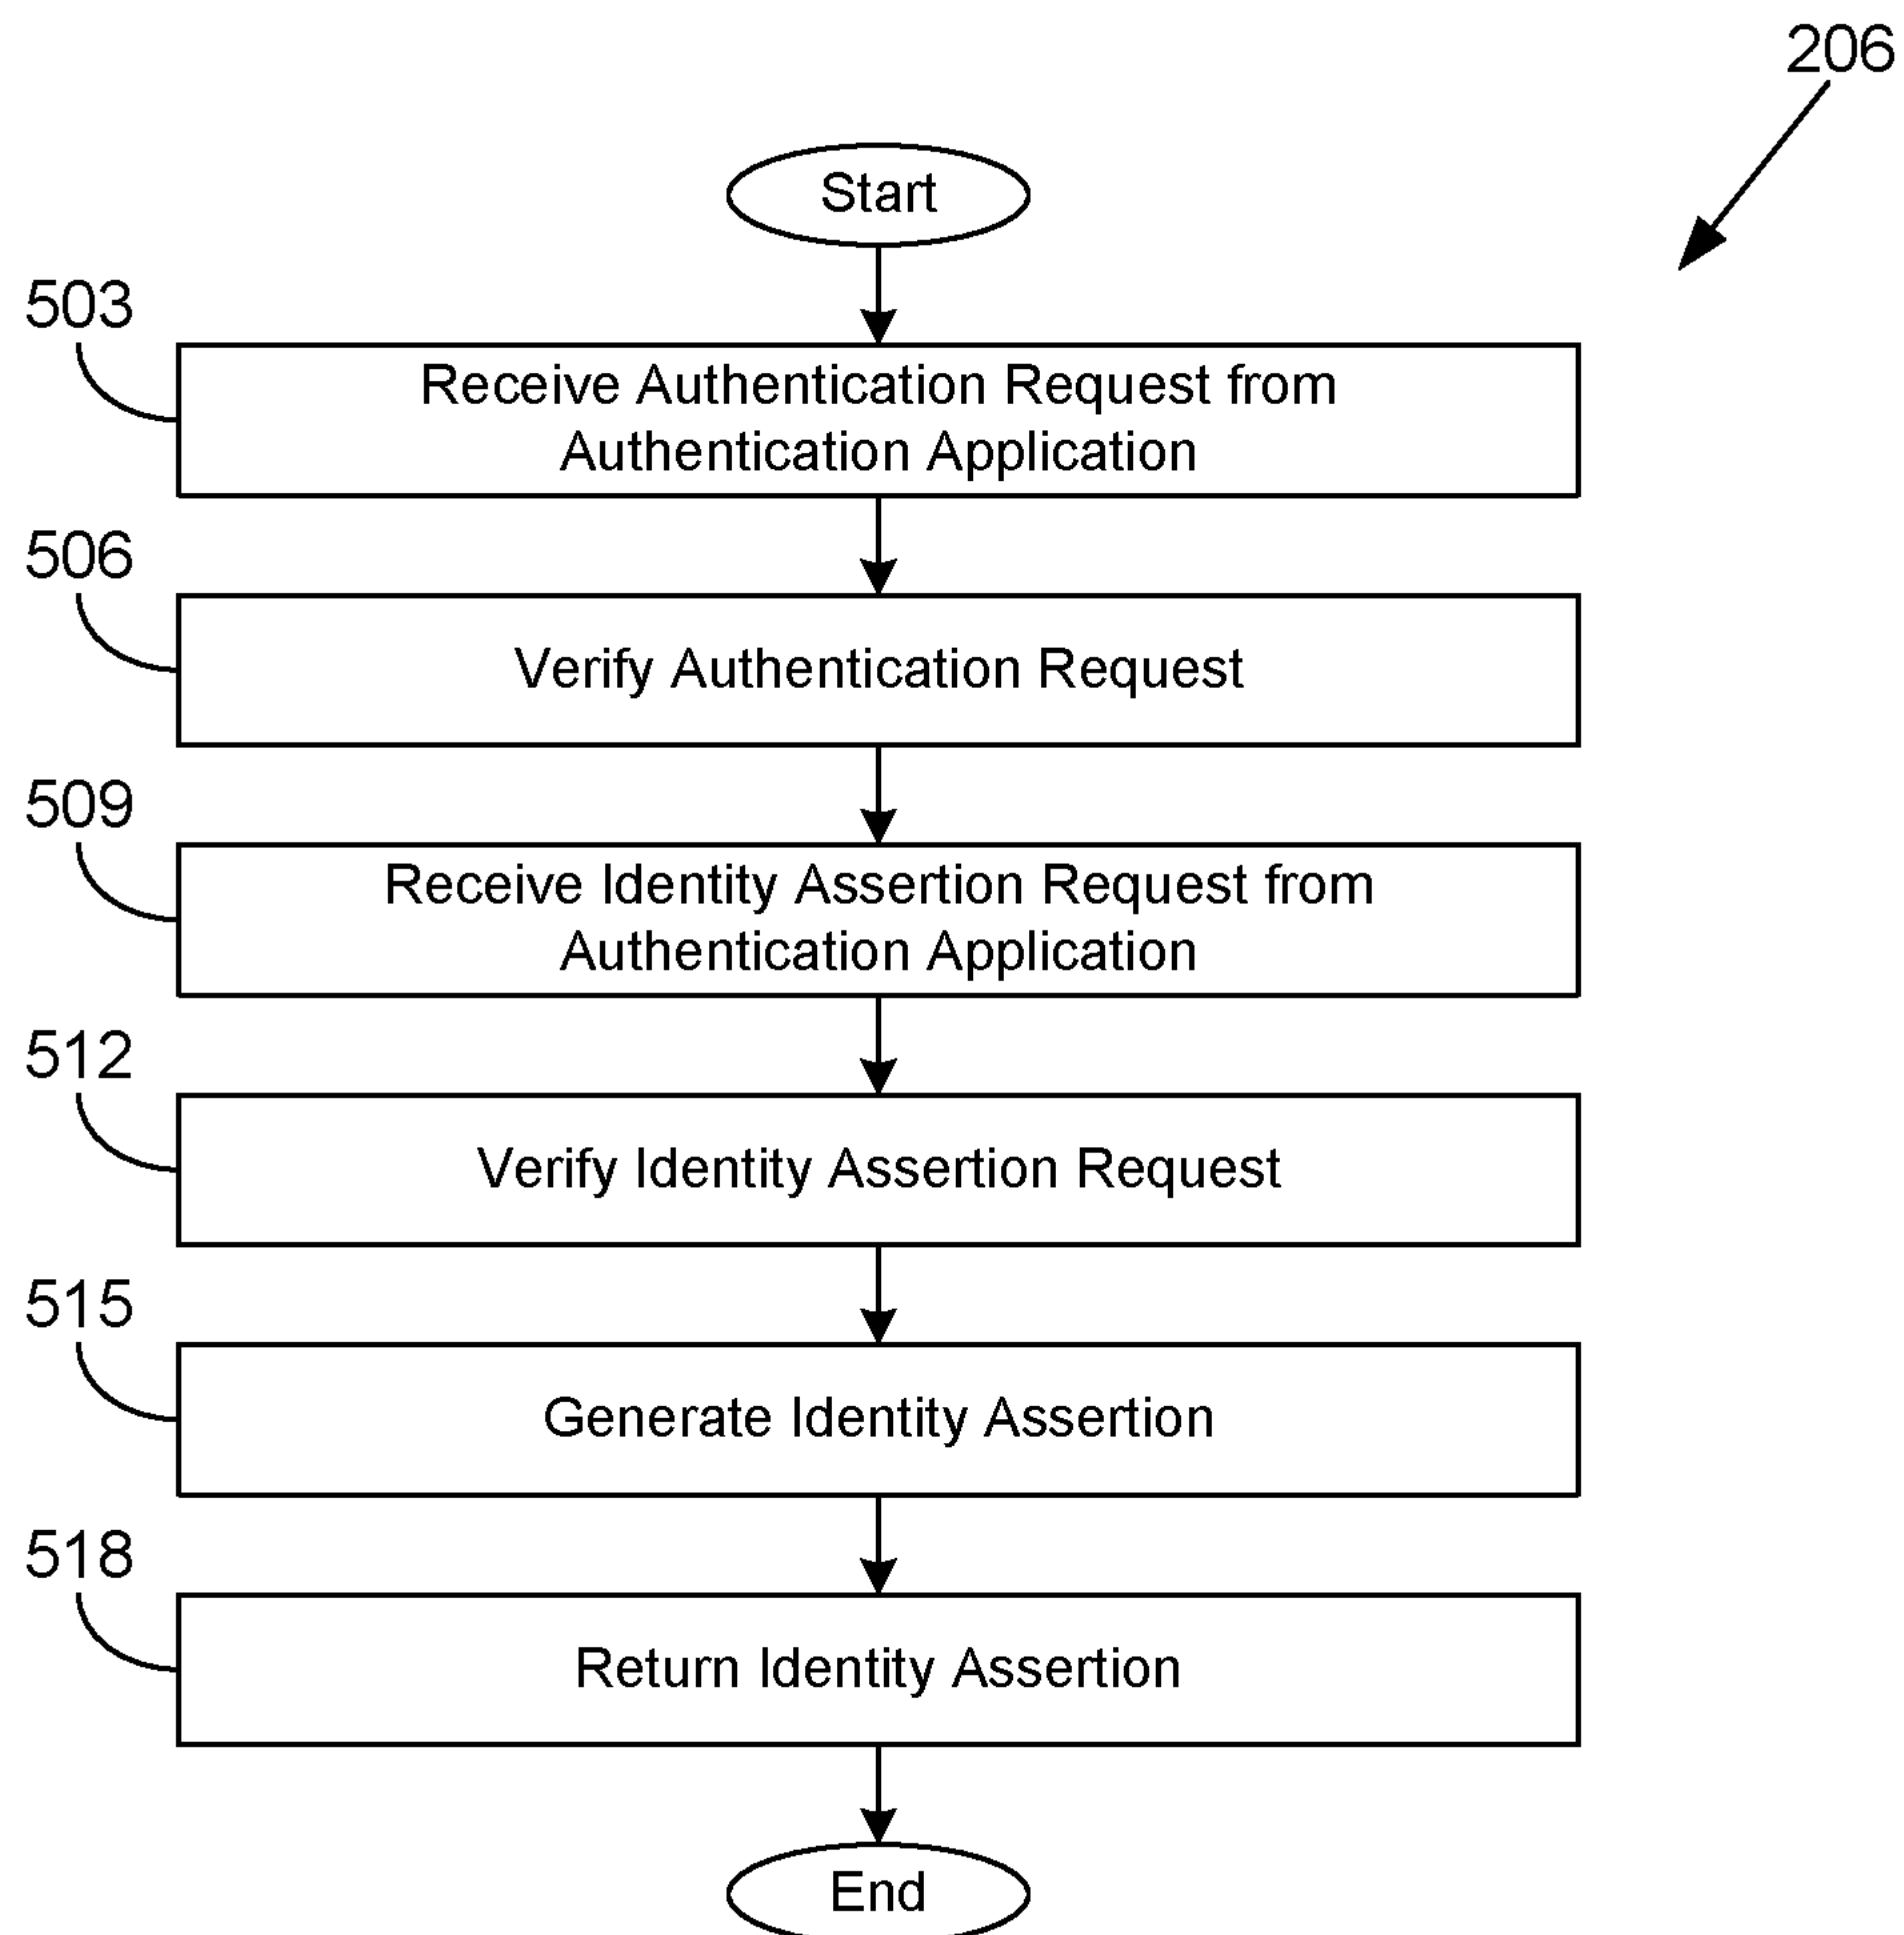 206
Start
503
Receive Authentication Request from
Authentication Application
506
Verify Authentication Request
509
Receive Identity Assertion Request from
Authentication Application
512
Verify Identity Assertion Request
515
Generate Identity Assertion
518
Return Identity Assertion
End